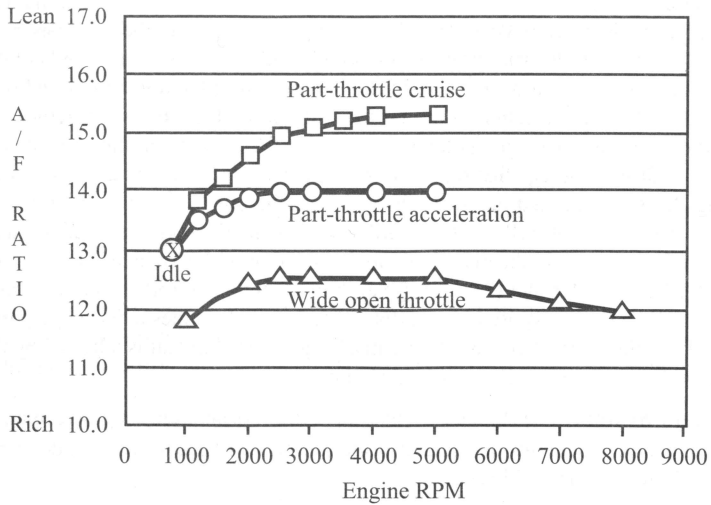 Lean 17.0
16.0
Part-throttle cruise
15.0
14.0
Part-throttle acceleration
13.0
X
Idle
Wide open throttle
12.0
11.0
Rich 10.0
A/F RATIO
0 1000 2000 3000 4000 5000 6000 7000 8000 9000
Engine RPM